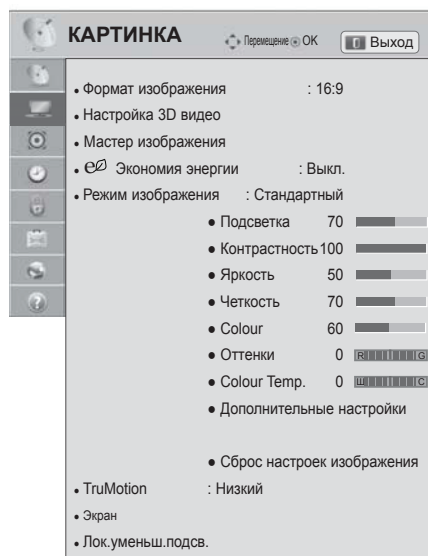 КАРТИНКА Перемещение OK Выход
• Формат изображения : 16:9
• Настройка 3D видео
• Мастер изображения
• Экономия энергии : Выкл.
• Режим изображения : Стандартный
• Подсветка 70
• Контрастность 100
• Яркость 50
• Четкость 70
• Colour 60
• Оттенки 0 R G
• Colour Temp. 0 Ш С
• Дополнительные настройки
• Сброс настроек изображения
• TruMotion : Низкий
• Экран
• Лок.уменьш.подсв.